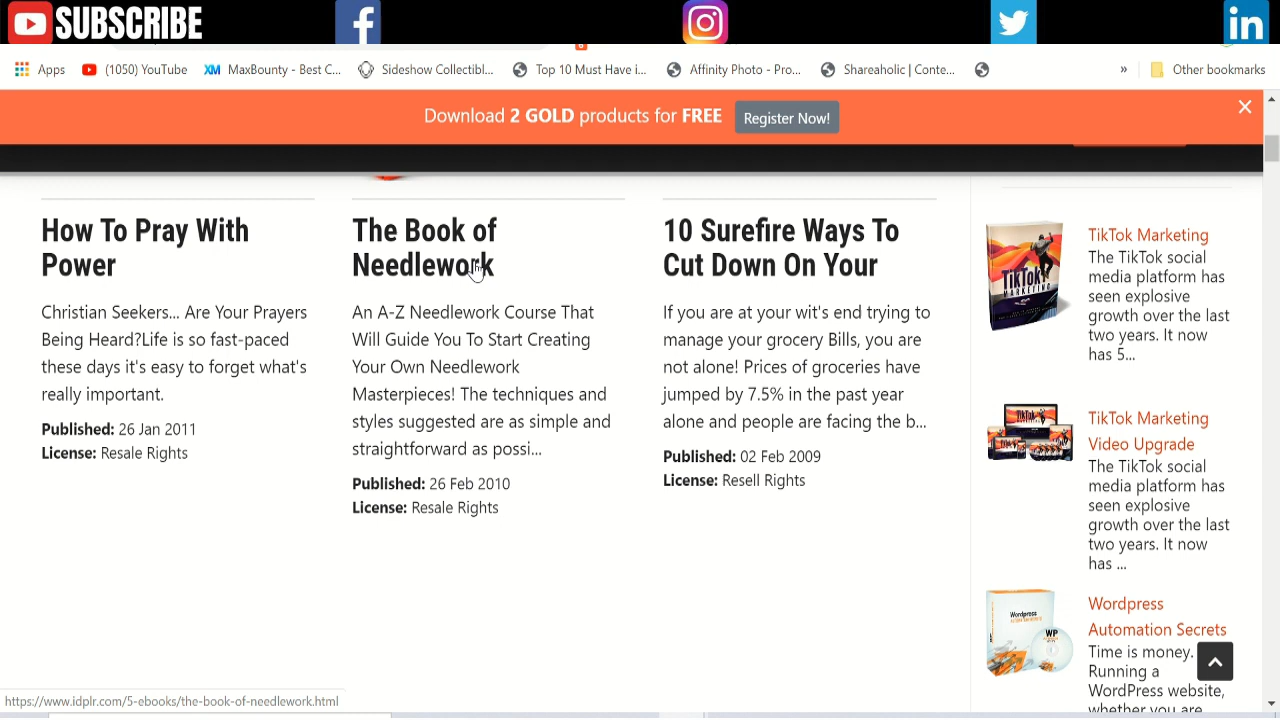 SUBSCRIBE
Apps
(1050) YouTube
XM MaxBounty - Best C...
Sideshow Collectibl...
Top 10 Must Have i...
Affinity Photo - Pro...
Shareaholic | Conte...
»
Other bookmarks
Download 2 GOLD products for FREE
Register Now!
How To Pray With
Power
Christian Seekers... Are Your Prayers
Being Heard?Life is so fast-paced
these days it's easy to forget what's
really important.
Published: 26 Jan 2011
License: Resale Rights
The Book of
Needlework
An A-Z Needlework Course That
Will Guide You To Start Creating
Your Own Needlework
Masterpieces! The techniques and
styles suggested are as simple and
straightforward as possi...
Published: 26 Feb 2010
License: Resale Rights
10 Surefire Ways To
Cut Down On Your
If you are at your wit's end trying to
manage your grocery Bills, you are
not alone! Prices of groceries have
jumped by 7.5% in the past year
alone and people are facing the b...
Published: 02 Feb 2009
License: Resell Rights
TIKTOK
MARKETING
TikTok Marketing
The TikTok social
media platform has
seen explosive
growth over the last
two years. It now
has 5...
TikTok Marketing
Video Upgrade
The TikTok social
media platform has
seen explosive
growth over the last
two years. It now
has ...
Wordpress
WP
Wordpress
Automation Secrets
Time is money.
Running a
WordPress website,
whether you are
https://www.idplr.com/5-ebooks/the-book-of-needlework.html